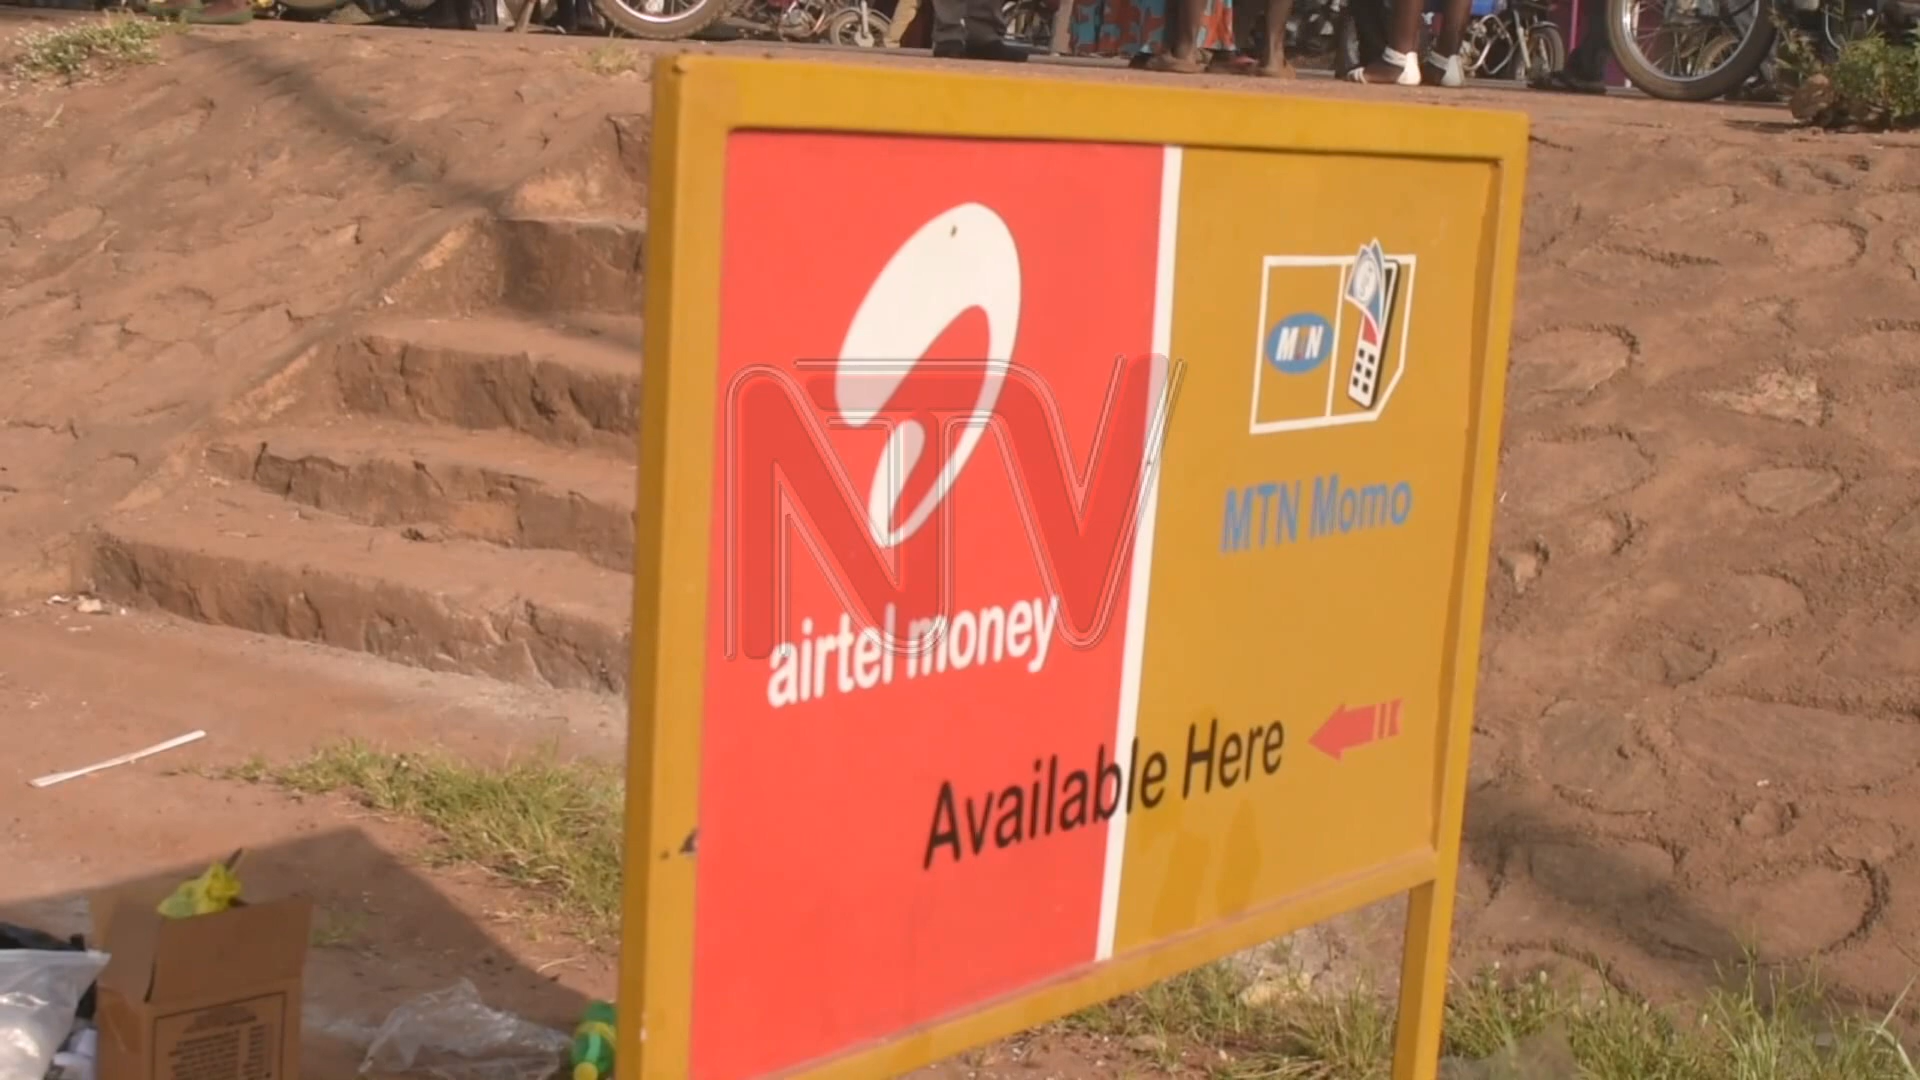 airtel money
MTN
MTN Momo
Available Here
NTV